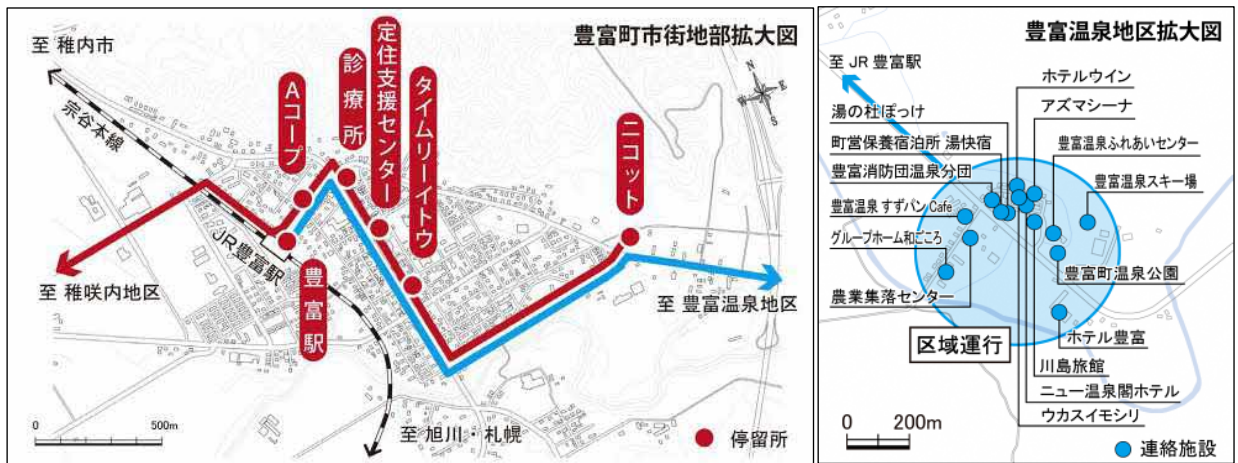 豊富町市街地部拡大図
至 稚内市
宗谷本線
Aコープ
診療所
定住支援センター
タイムリーイトウ
ニコット
N
W
E
S
JR豊富駅
豊富駅
至 稚咲内地区
至 豊富温泉地区
至 旭川・札幌
0
500m
停留所
豊富温泉地区拡大図
至 JR 豊富駅
ホテルウイン
湯の杜ぽっけ
アズマシーナ
町営保養宿泊所 湯快宿
豊富温泉ふれあいセンター
豊富消防団温泉分団
豊富温泉スキー場
豊富温泉 すずパン Cafe
グループホーム和ごころ
豊富町温泉公園
農業集落センター
ホテル豊富
区域運行
川島旅館
ニュー温泉閣ホテル
ウカスイモシリ
0
200m
連絡施設